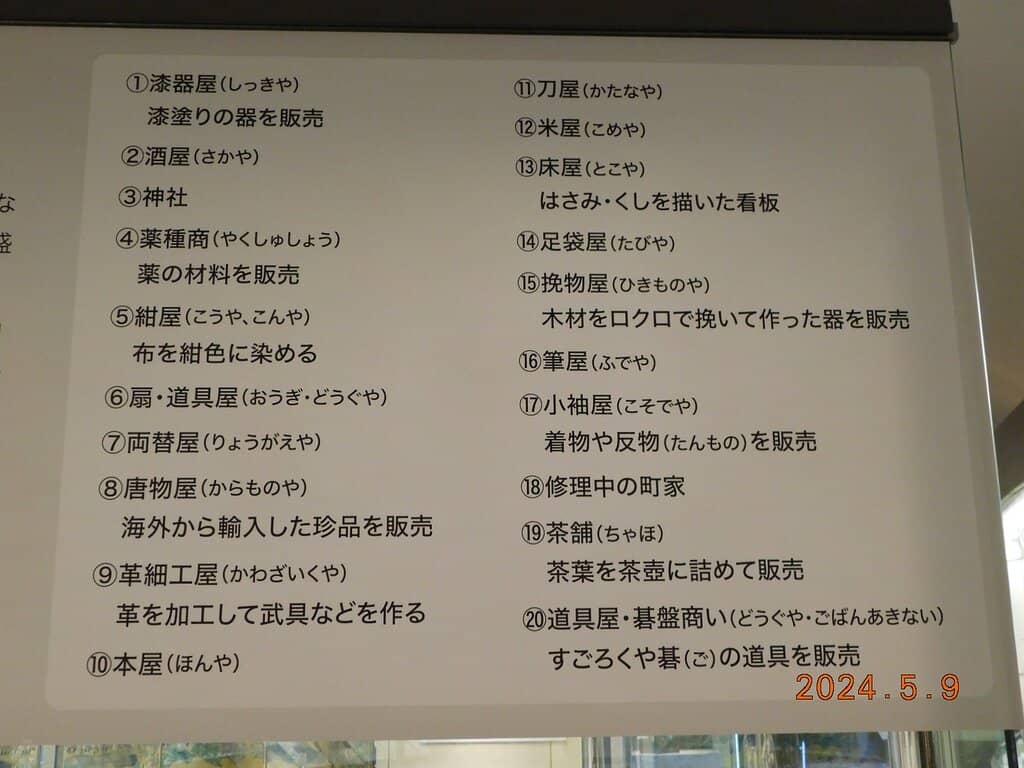 ①漆器屋(しっきや)
漆塗りの器を販売
②酒屋(さかや)
③神社
④薬種商(やくしゅしょう)
薬の材料を販売
⑤紺屋(こうや、こんや)
布を紺色に染める
⑥扇・道具屋(おうぎ・どうぐや)
⑦両替屋(りょうがえや)
⑧唐物屋(からものや)
海外から輸入した珍品を販売
⑨革細工屋(かわざいくや)
革を加工して武具などを作る
⑩本屋(ほんや)
⑪刀屋(かたなや)
⑫米屋(こめや)
⑬床屋(とこや)
はさみ・くしを描いた看板
⑭足袋屋(たびや)
⑮挽物屋(ひきものや)
木材をロクロで挽いて作った器を販売
⑯筆屋(ふでや)
⑰小袖屋(こそでや)
着物や反物(たんもの)を販売
⑱修理中の町家
⑲茶舗(ちゃほ)
茶葉を茶壺に詰めて販売
⑳道具屋・碁盤商い(どうぐや・ごばんあきない)
すごろくや碁(ご)の道具を販売
2024.5.9
な